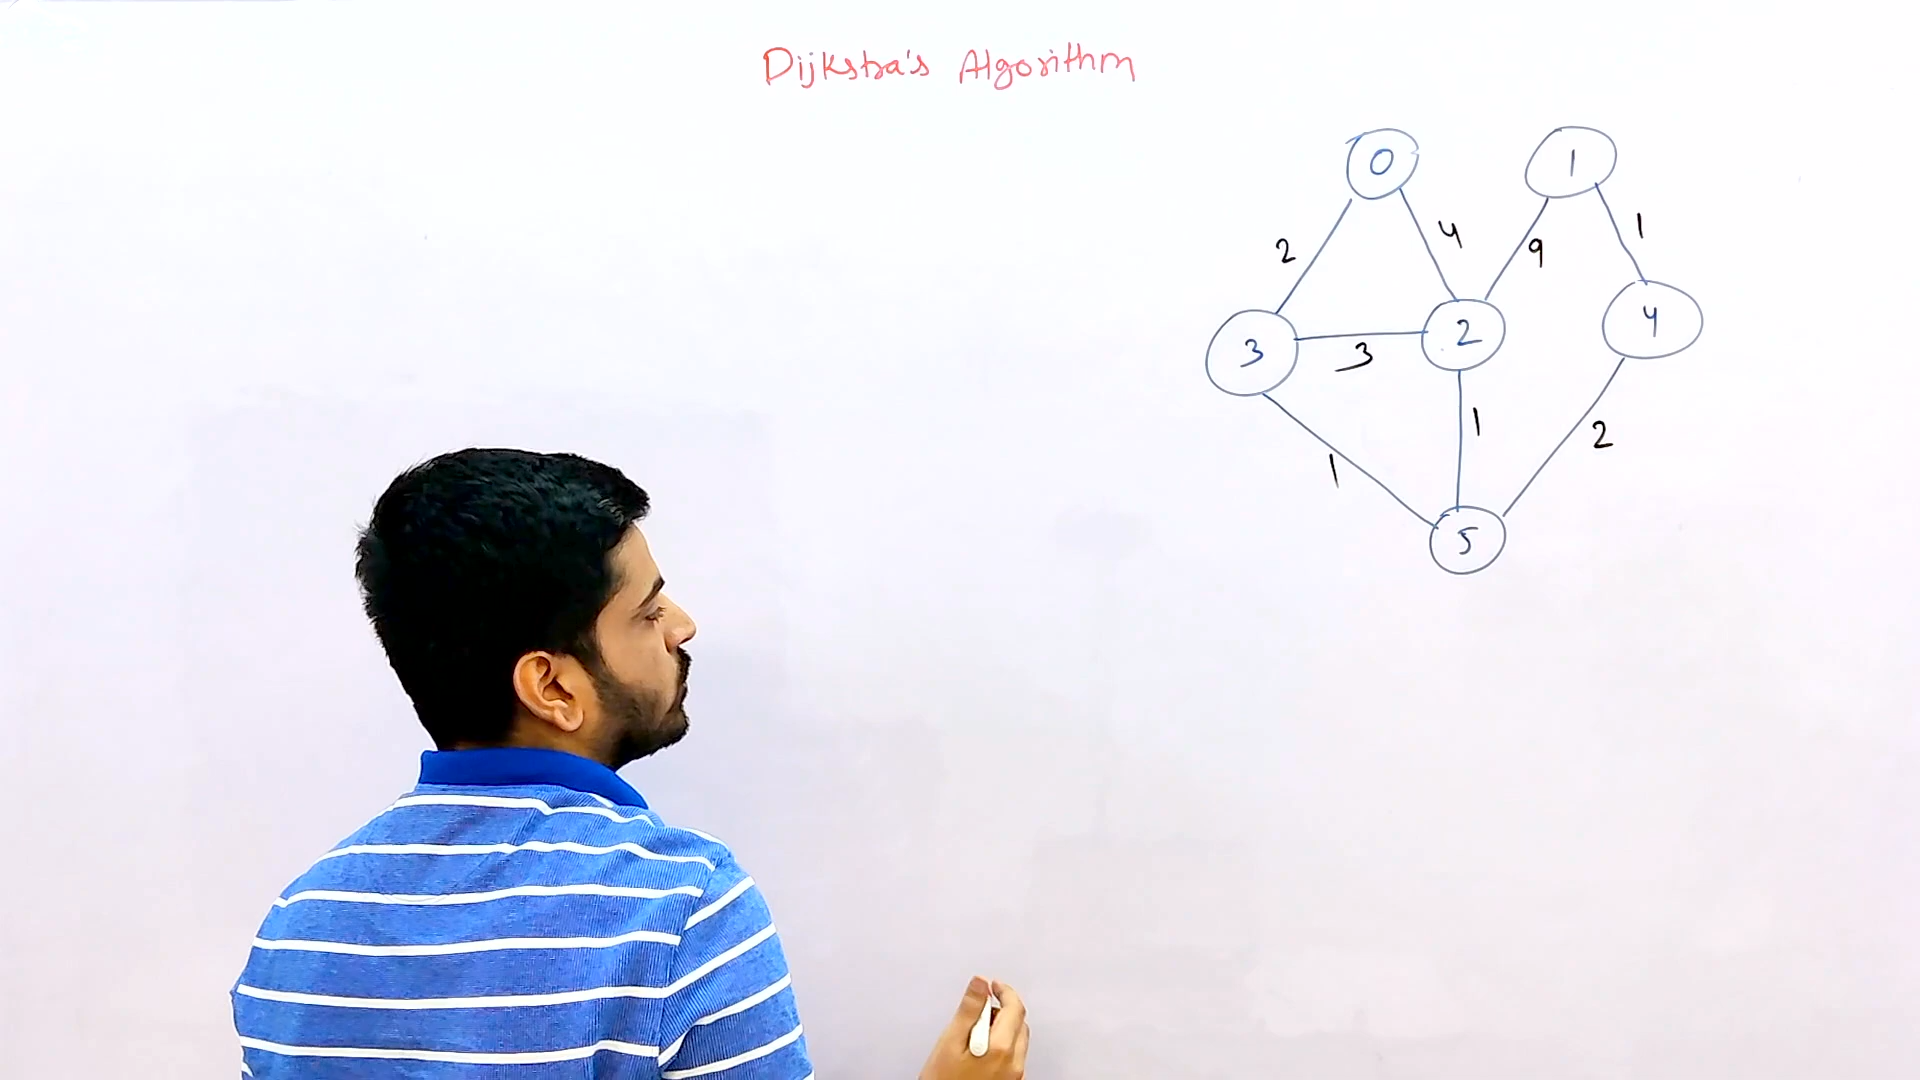 Dijkstra's Algorithm
0 1
2 4 9 1
3 3 2 4
1 1 2
5